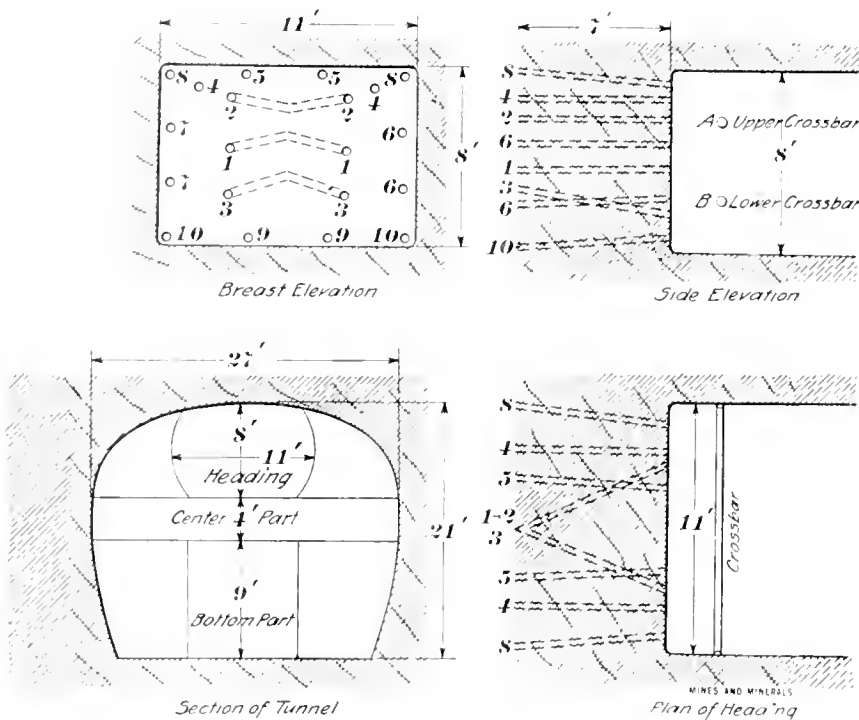 11'
8 5 5 8
4 4
2 2
7 6
1 1
8'
7 6
3 3
10 9 9 10
Breast Elevation
7'
8
4
2
6
1
3
6
10
A Upper Crossbar
8'
B Lower Crossbar
Side Elevation
27'
8'
11'
Heading
Center 4' Part
21'
9'
Bottom Part
Section of Tunnel
8
4
5
1-2
3
5
4
8
11'
Crossbar
MINES AND MINERALS
Plan of Heading